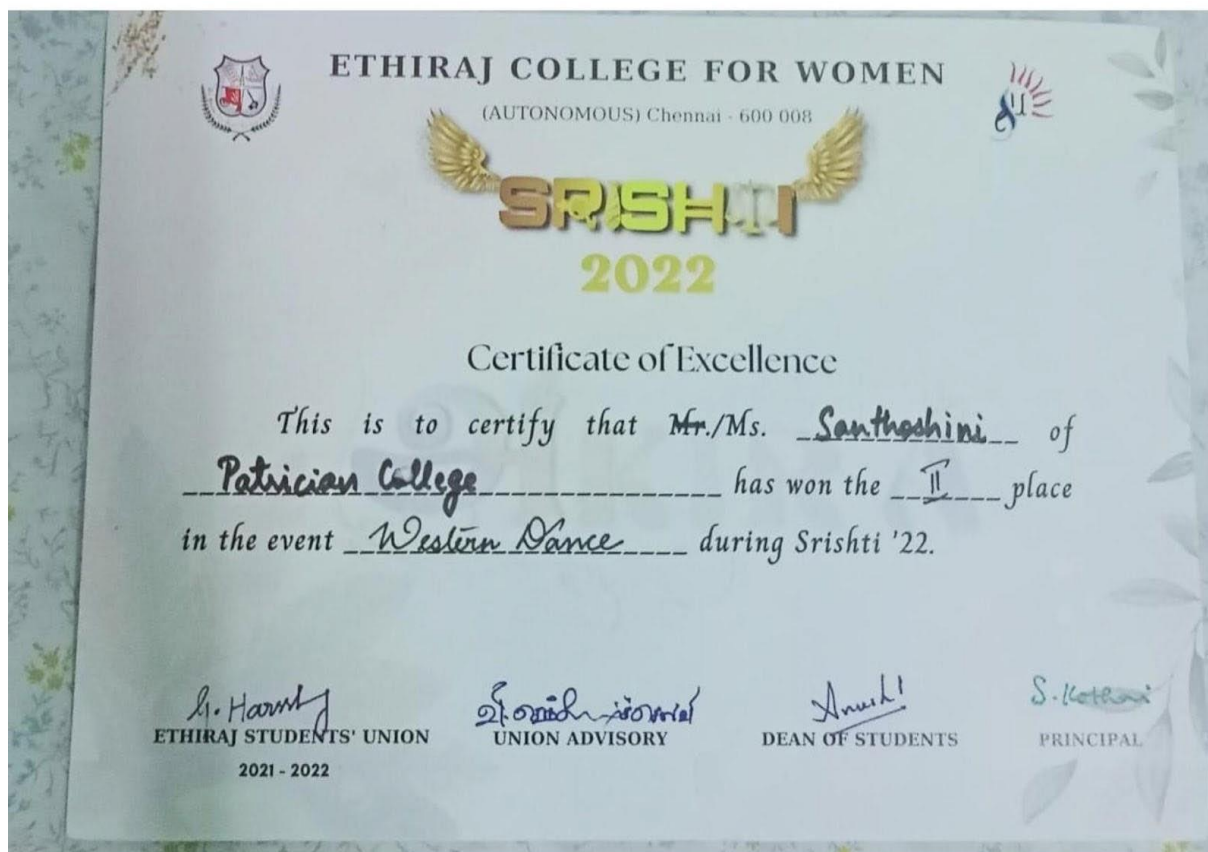 ETHIRAJ COLLEGE FOR WOMEN
(AUTONOMOUS) Chennai - 600 008
SRISHTI
2022
Certificate of Excellence
This is to certify that Mr./Ms. Santhoshini of
Patrician College has won the II place
in the event Western Dance during Srishti '22.
S. Kothai
ETHIRAJ STUDENTS' UNION UNION ADVISORY DEAN OF STUDENTS PRINCIPAL
2021 - 2022